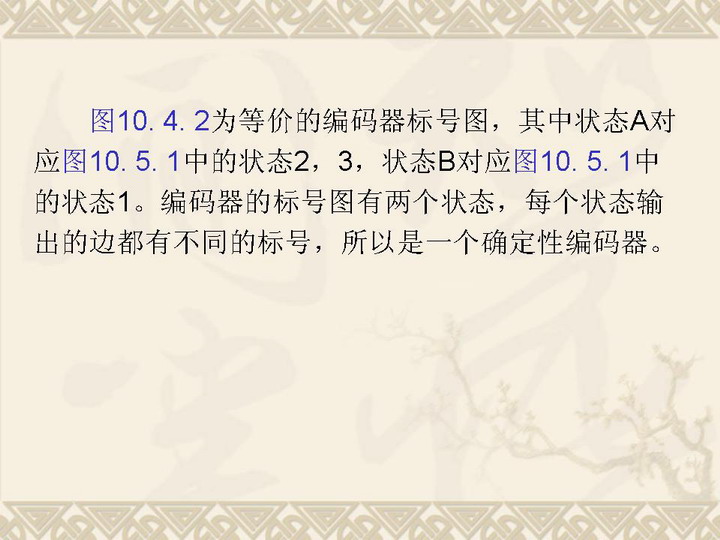 图10. 4. 2为等价的编码器标号图，其中状态A对
应图10. 5. 1中的状态2，3，状态B对应图10. 5. 1中
的状态1。编码器的标号图有两个状态，每个状态输
出的边都有不同的标号，所以是一个确定性编码器。